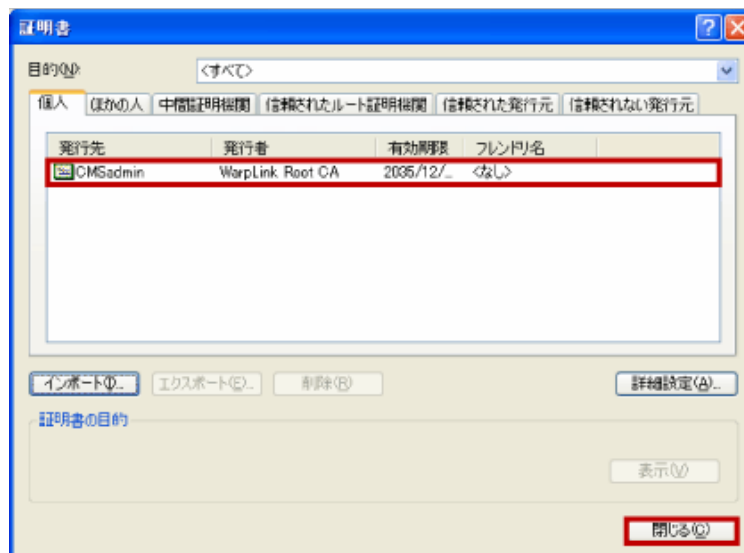 証明書
目的(N): <すべて>
個人 ほかの人 中間証明機関 信頼されたルート証明機関 信頼された発行元 信頼されない発行元
発行先 発行者 有効期限 フレンドリ名
CMSadmin WarpLink Root CA 2035/12/... <なし>
インポート(I)... エクスポート(E)... 削除(R) 詳細設定(A)...
証明書の目的
表示(V)
閉じる(C)